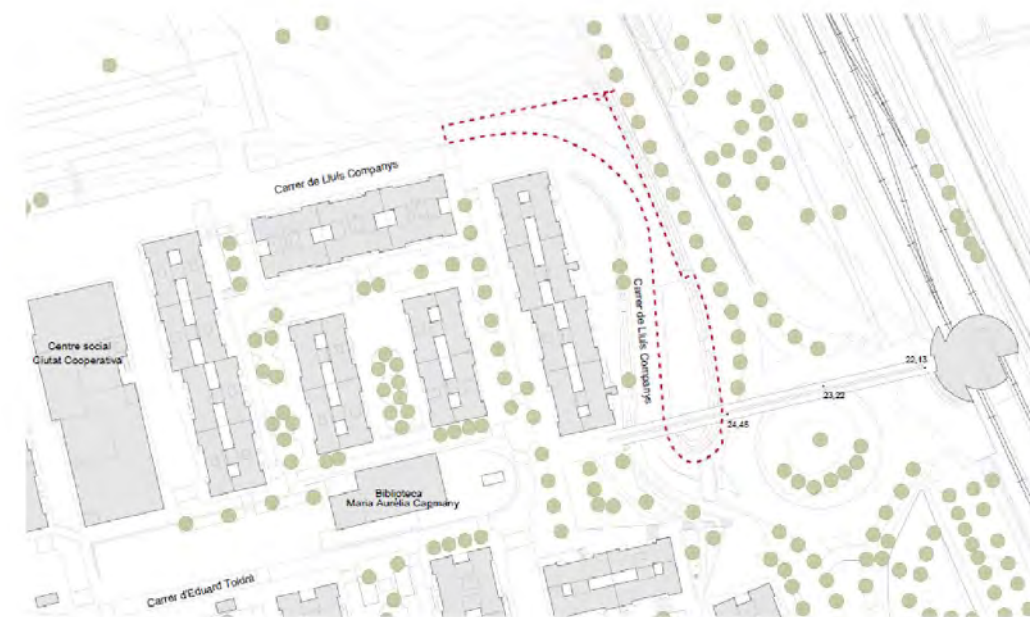 Carrer de Lluís Companys
Carrer de Lluís Companys
Centre social
Ciutat Cooperativa
22,13
23,22
24,45
Biblioteca
Maria Aurèlia Capmany
Carrer d'Eduard Toldrà